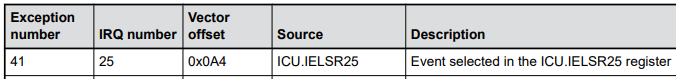 Exception number IRQ number Vector offset Source Description
41 25 0x0A4 ICU.IELSR25 Event selected in the ICU.IELSR25 register